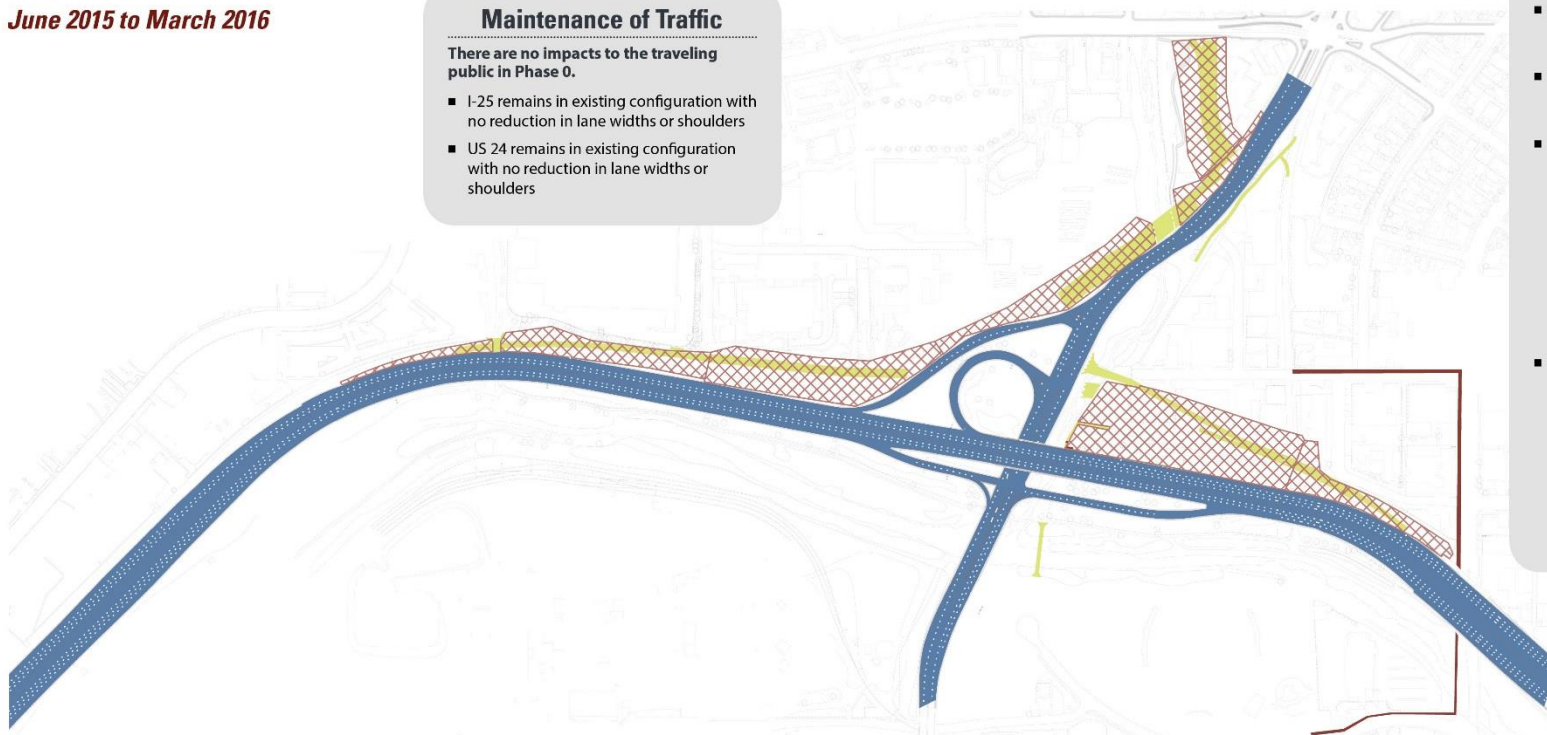 June 2015 to March 2016
Maintenance of Traffic
There are no impacts to the traveling
public in Phase 0.
■ I-25 remains in existing configuration with
no reduction in lane widths or shoulders
■ US 24 remains in existing configuration
with no reduction in lane widths or
shoulders